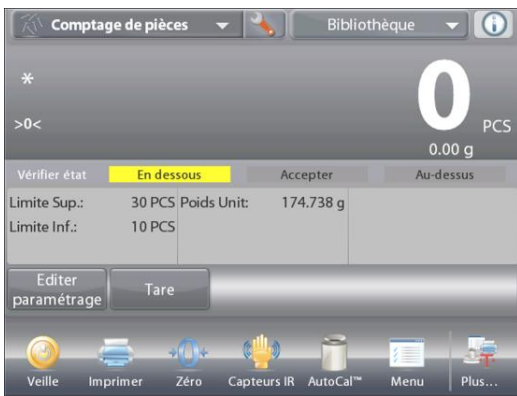 Comptage de pièces
Bibliothèque
*
0
>0<
PCS
0.00 g
Vérifier état En dessous Accepter Au-dessus
Limite Sup.: 30 PCS Poids Unit: 174.738 g
Limite Inf.: 10 PCS
Editer
paramétrage
Tare
Veille Imprimer Zéro Capteurs IR AutoCal™ Menu Plus...